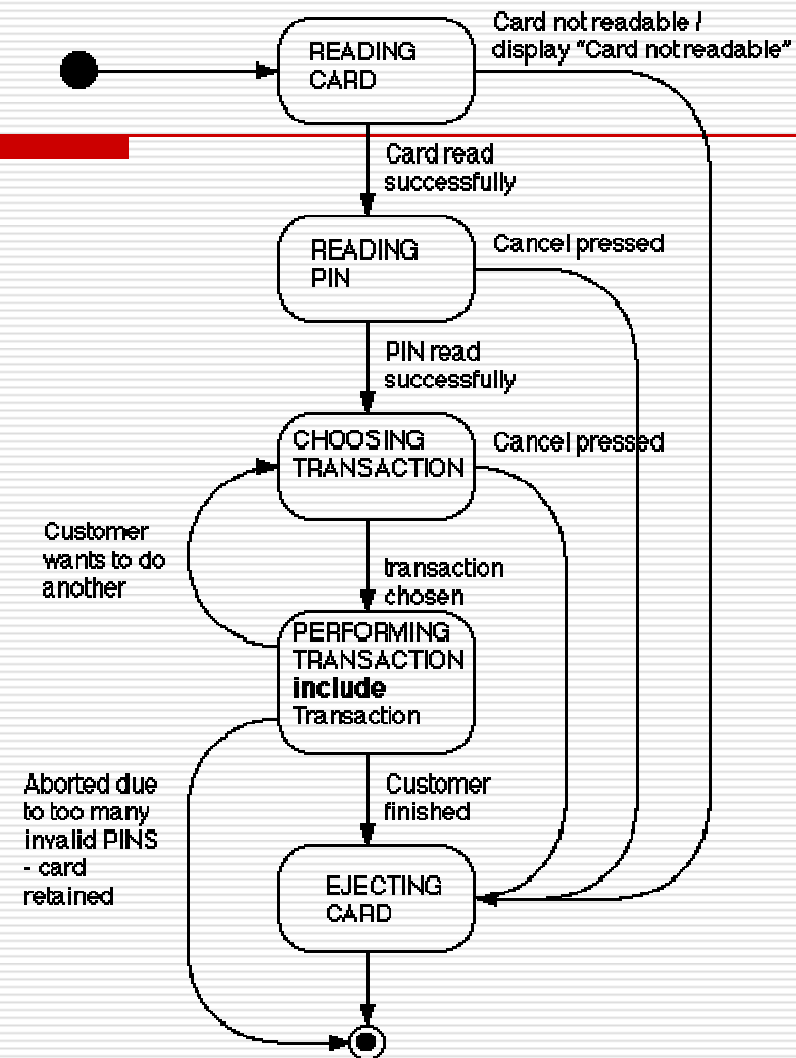 READING
CARD
Card not readable /
display "Card not readable"
Card read
successfully
READING
PIN
Cancel pressed
PIN read
successfully
CHOOSING
TRANSACTION
Cancel pressed
Customer
wants to do
another
transaction
chosen
PERFORMING
TRANSACTION
include
Transaction
Aborted due
to too many
invalid PINS
- card
retained
Customer
finished
EJECTING
CARD